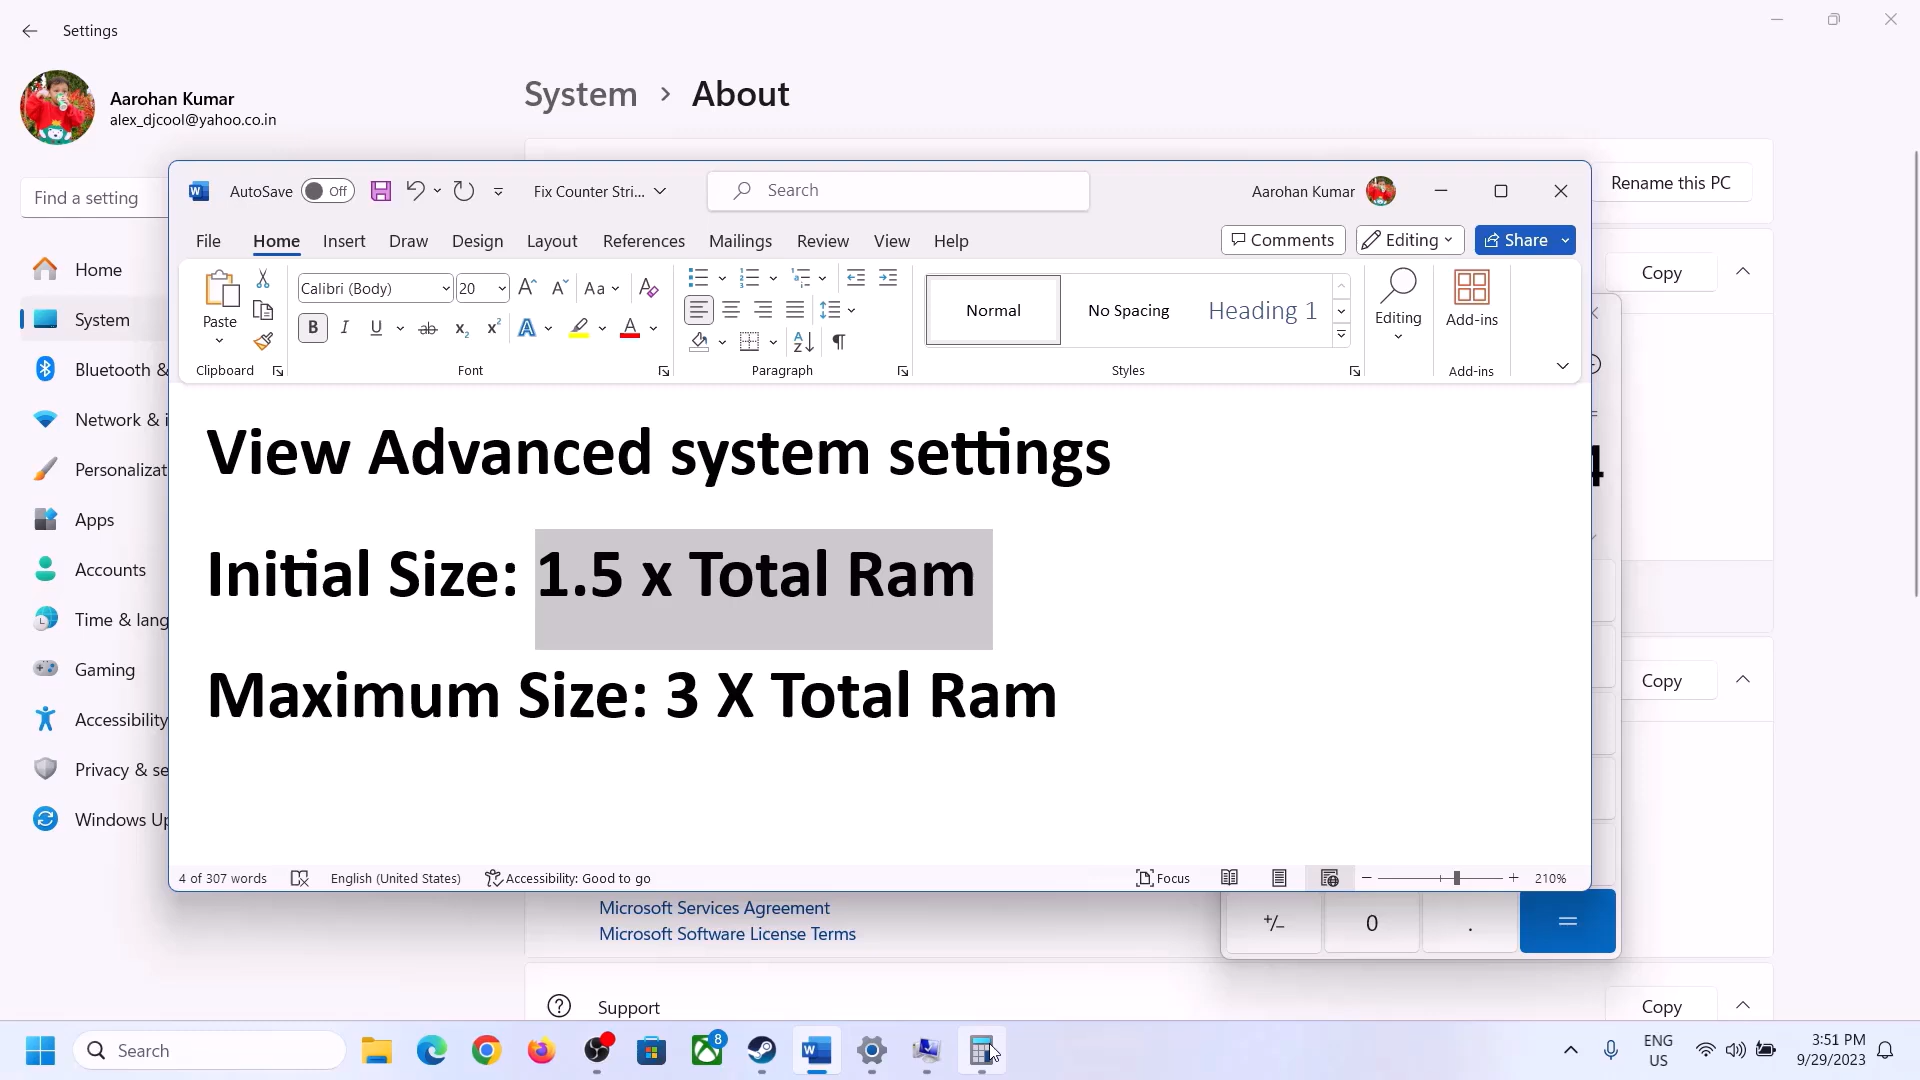 Settings
Aarohan Kumar
alex_djcool@yahoo.co.in
Find a setting
Home
System
Bluetooth &
Network & i
Personalizat
Apps
Accounts
Time & lang
Gaming
Accessibility
Privacy & se
Windows Up
System > About
Rename this PC
Copy
Copy
AutoSave Off
Fix Counter Stri...
Search
Aarohan Kumar
File Home Insert Draw Design Layout References Mailings Review View Help
Comments Editing Share
Paste
Calibri (Body) 20
Normal
No Spacing
Heading 1
Editing
Add-ins
Clipboard Font Paragraph Styles Add-ins
View Advanced system settings
Initial Size: 1.5 x Total Ram
Maximum Size: 3 X Total Ram
4 of 307 words
English (United States)
Accessibility: Good to go
Focus
210%
4
+/- 0 . =
Microsoft Services Agreement
Microsoft Software License Terms
Support
Copy
Search
8
ENG
US
3:51 PM
9/29/2023